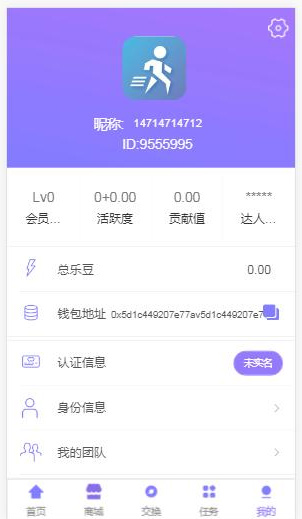 昵称: 14714714712
ID:9555995
Lv0 0+0.00 0.00 *****
会员... 活跃度 贡献值 达人...
总乐豆 0.00
钱包地址 0x5d1c449207e77av5d1c449207e7
认证信息 未实名
身份信息
我的团队
首页 商城 交换 任务 我的